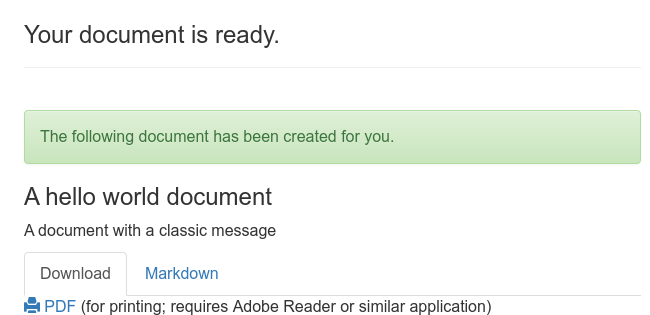 Your document is ready.
The following document has been created for you.
A hello world document
A document with a classic message
Download Markdown
PDF (for printing; requires Adobe Reader or similar application)